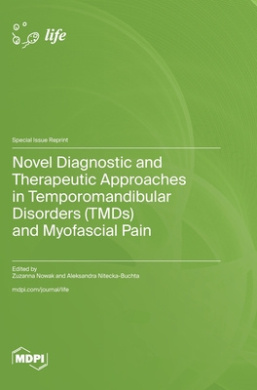 life
Special Issue Reprint
Novel Diagnostic and
Therapeutic Approaches
in Temporomandibular
Disorders (TMDs)
and Myofascial Pain
Edited by
Zuzanna Nowak and Aleksandra Nitecka-Buchta
mdpi.com/journal/life
MDPI